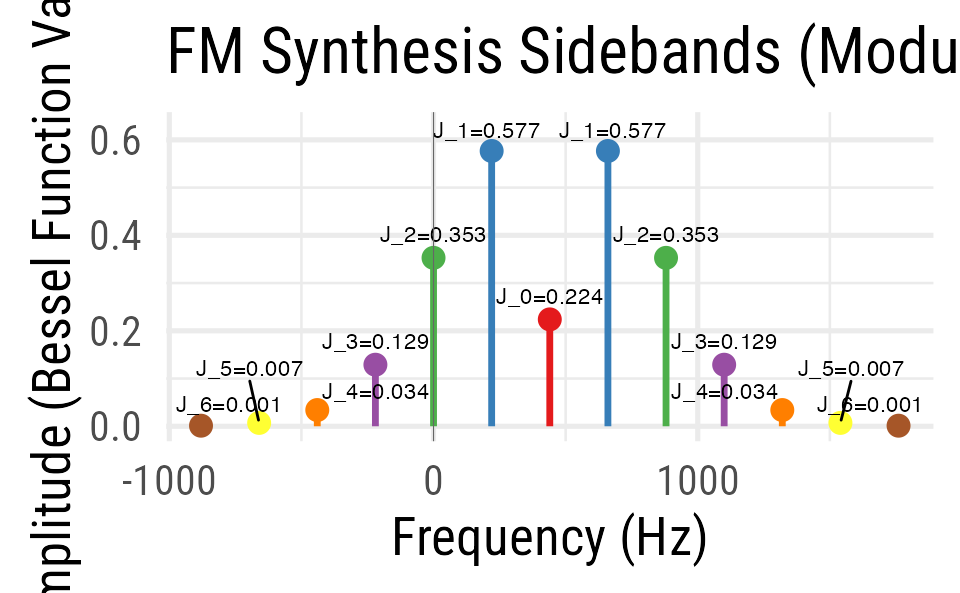 FM Synthesis Sidebands (Modu
mplitude (Bessel Function Va
0.6
0.4
0.2
0.0
J_1=0.577 J_1=0.577
J_2=0.353 J_2=0.353
J_0=0.224
J_3=0.129 J_3=0.129
J_5=0.007 J_5=0.007
J_4=0.034 J_4=0.034
J_6=0.001 J_6=0.001
-1000 0 1000
Frequency (Hz)